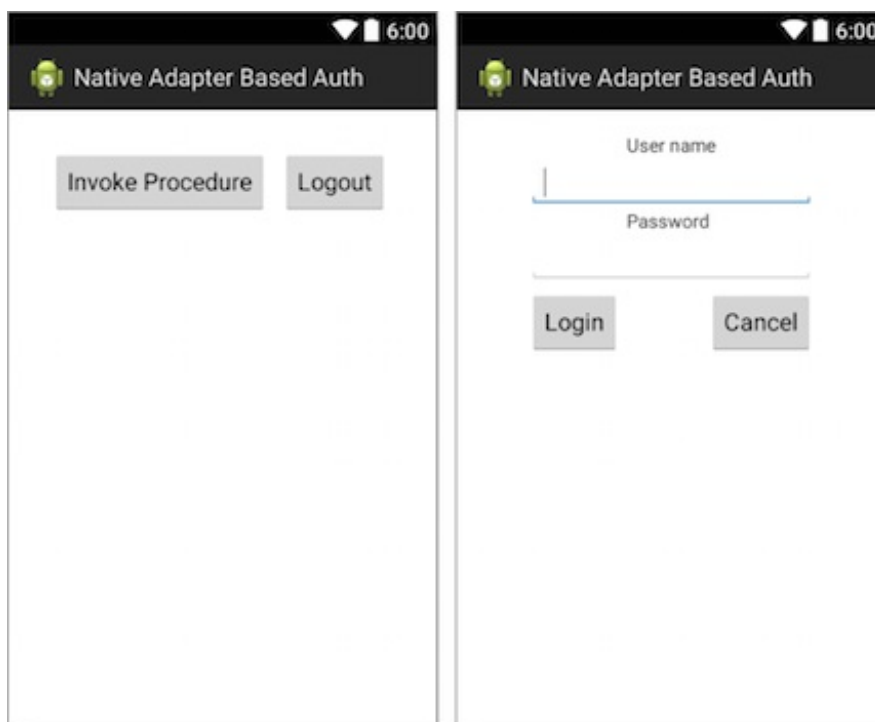 6:00
Native Adapter Based Auth
Invoke Procedure Logout
6:00
Native Adapter Based Auth
User name
Password
Login Cancel